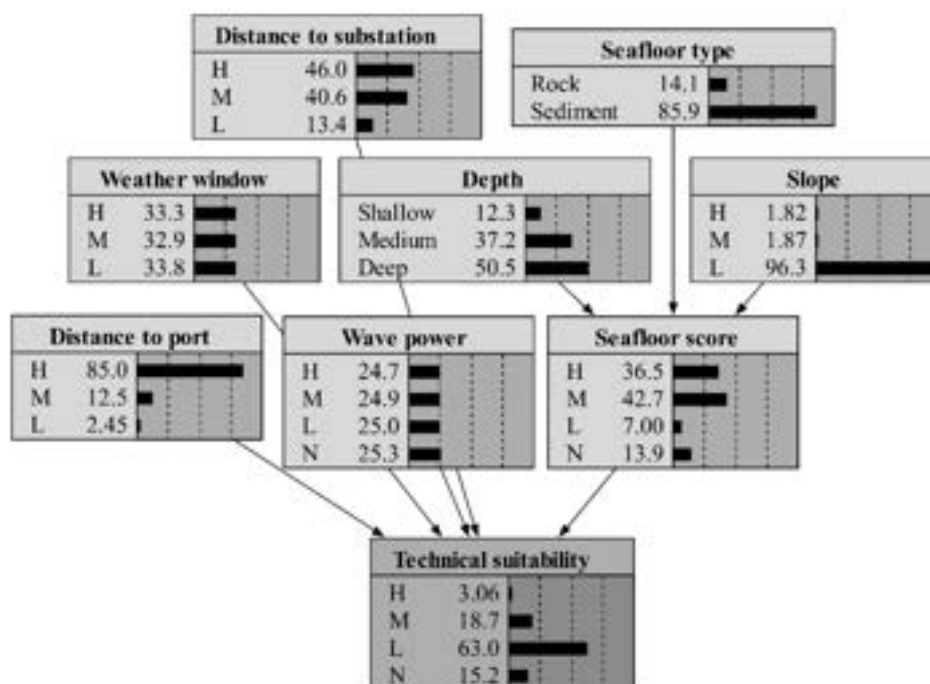 Distance to substation
H 46.0
M 40.6
L 13.4
Seafloor type
Rock 14.1
Sediment 85.9
Weather window
H 33.3
M 32.9
L 33.8
Depth
Shallow 12.3
Medium 37.2
Deep 50.5
Slope
H 1.82
M 1.87
L 96.3
Distance to port
H 85.0
M 12.5
L 2.45
Wave power
H 24.7
M 24.9
L 25.0
N 25.3
Seafloor score
H 36.5
M 42.7
L 7.00
N 13.9
Technical suitability
H 3.06
M 18.7
L 63.0
N 15.2